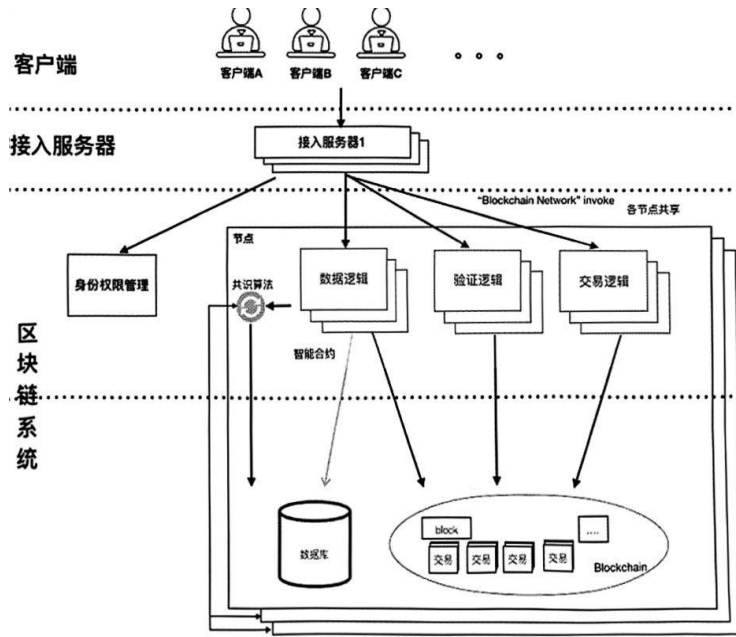 客户端
客户端A
客户端B
客户端C
接入服务器
接入服务器1
"Blockchain Network" invoke
各节点共享
区块链系统
节点
身份权限管理
共识算法
数据逻辑
验证逻辑
交易逻辑
智能合约
数据库
block
....
交易
交易
交易
交易
Blockchain